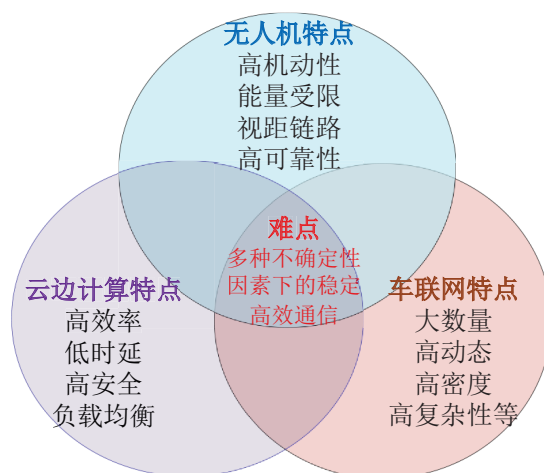 无人机特点
高机动性
能量受限
视距链路
高可靠性
难点
多种不确定性
因素下的稳定
高效通信
云边计算特点
高效率
低时延
高安全
负载均衡
车联网特点
大数量
高动态
高密度
高复杂性等